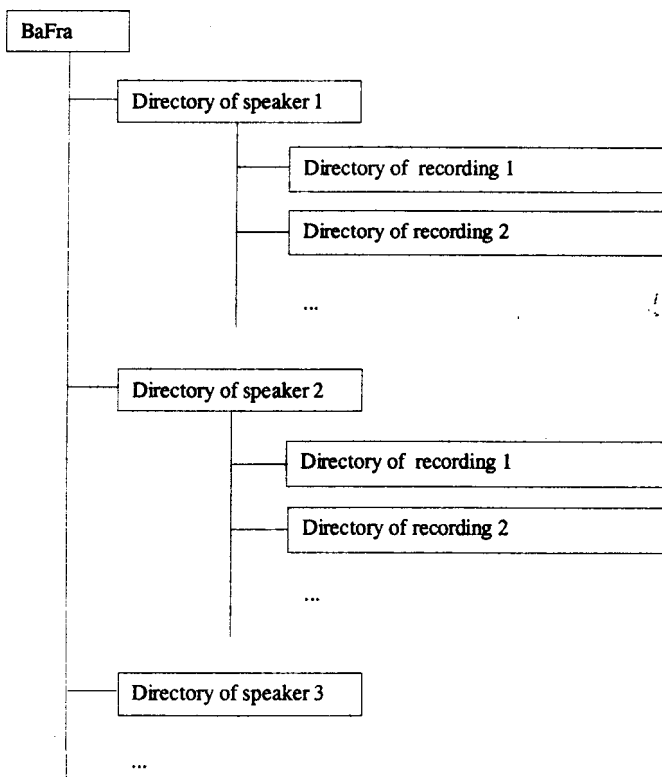 BaFra
Directory of speaker 1
Directory of recording 1
Directory of recording 2
...
Directory of speaker 2
Directory of recording 1
Directory of recording 2
...
Directory of speaker 3
...